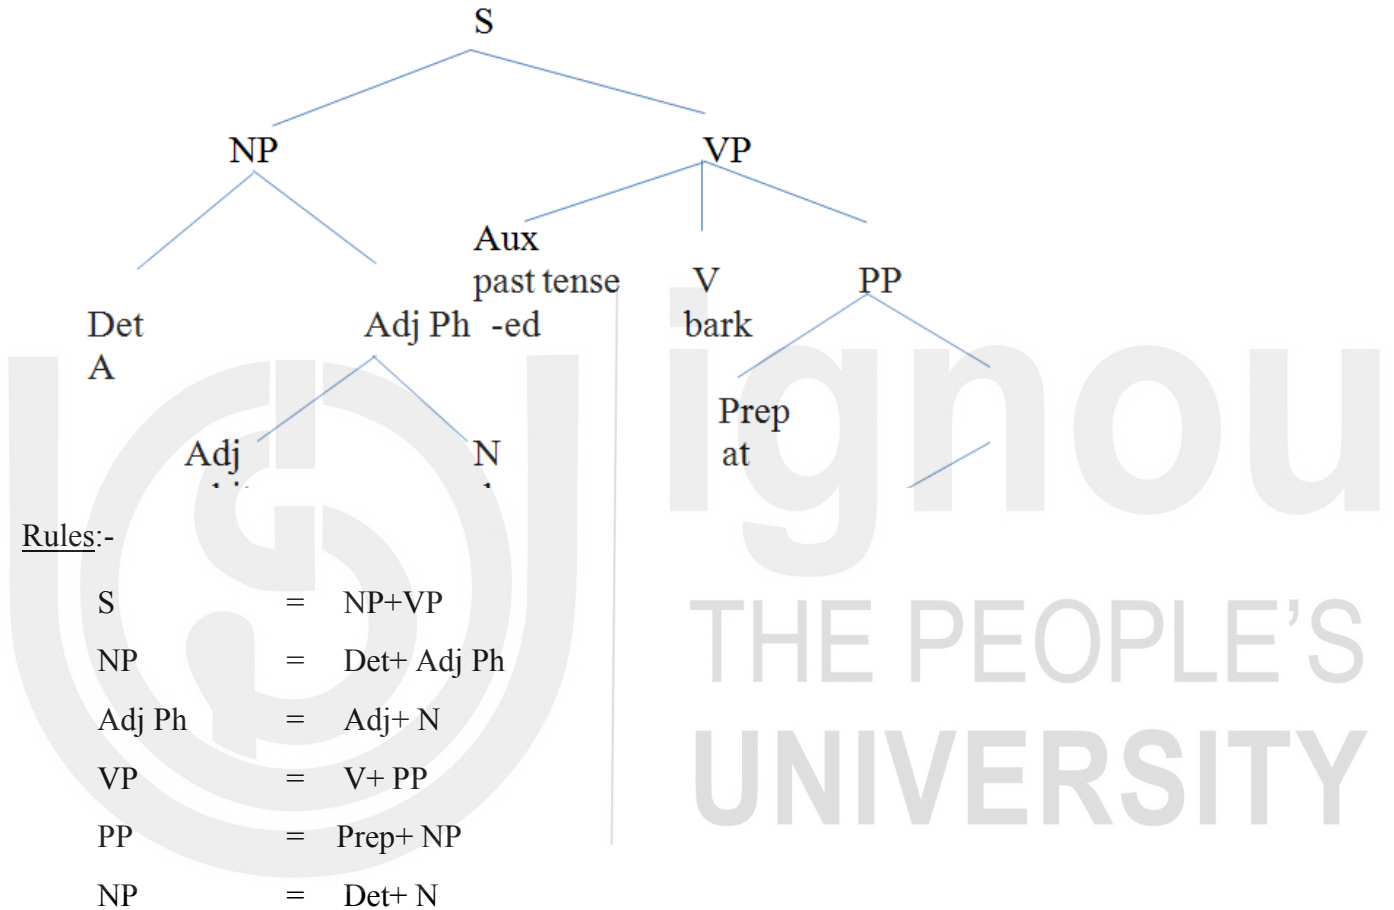 S
NP VP
Aux
past tense V PP
Det Adj Ph -ed bark
A
Prep
Adj N at
Rules:-
S = NP+VP
NP = Det+ Adj Ph
Adj Ph = Adj+ N
VP = V+ PP
PP = Prep+ NP
NP = Det+ N
ignou
THE PEOPLE'S
UNIVERSITY